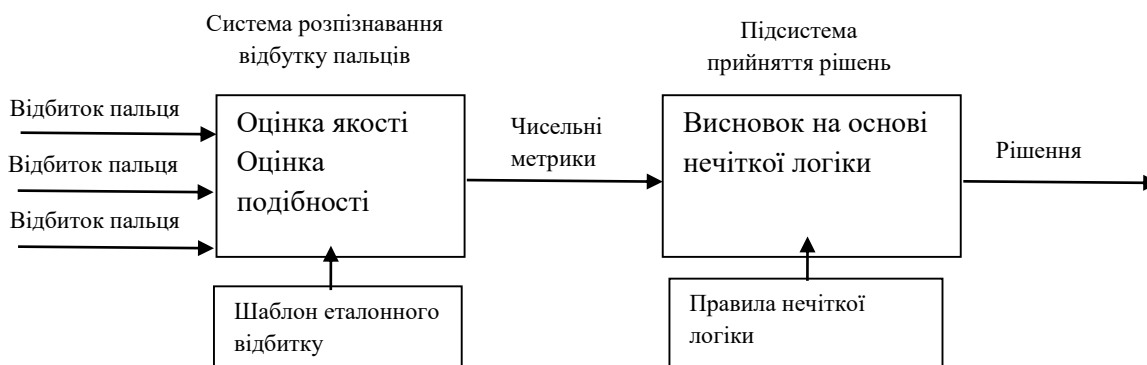 Система розпізнавання
відбутку пальців
Підсистема
прийняття рішень
Відбиток пальця
Відбиток пальця
Відбиток пальця
Оцінка якості
Оцінка
подібності
Чисельні
метрики
Висновок на основі
нечіткої логіки
Рішення
Шаблон еталонного
відбитку
Правила нечіткої
логіки